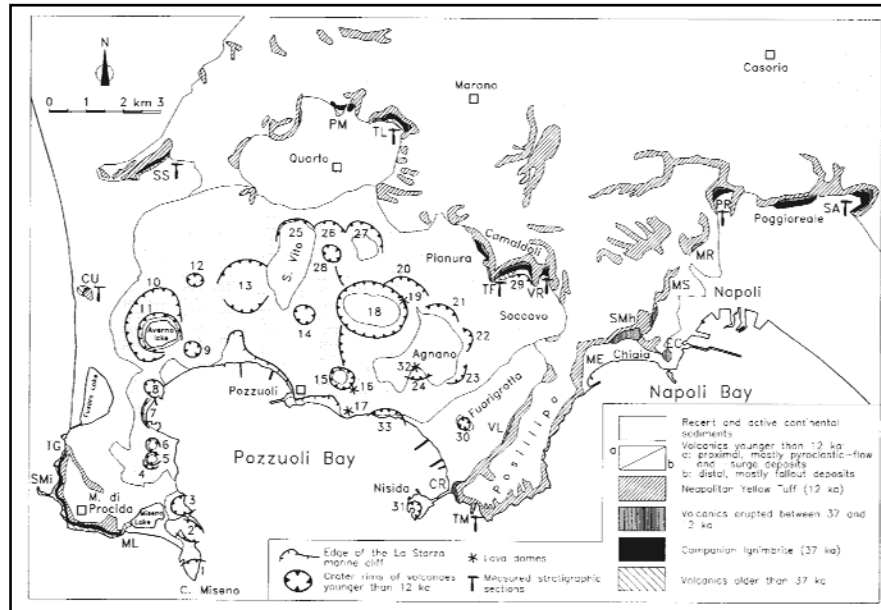 N
0 1 2 km 3
Casoria
Marano
PM
TL
Quarto
SS
PR
Poggioreale
SA
Camaldoli
Pianura
MR
25
26
27
S. Vito
28
12
10
13
20
TF
29
VR
MS
Napoli
CU
11
Averno
lake
18
19
21
Soccavo
SMh
14
22
EC
9
Agnano
ME
Chiaia
32
24
23
Napoli Bay
8
Pozzuoli
15
16
Fuorigrotta
7
17
33
30
VL
6
5
4
Posillipo
TG
Pozzuoli Bay
SMi
M. di
Procida
Miseno
Lake
3
Nisida
CR
31
2
TM
ML
1
C. Miseno
Edge of the La Starza
marine cliff
Crater rims of volcanoes
younger than 12 ka
Lava domes
Measured stratigraphic
sections
Recent and active continental
sediments
Volcanics younger than 12 ka:
a: proximal, mostly pyroclastic-flow
and -surge deposits
b: distal, mostly fallout deposits
a
b
Neapolitan Yellow Tuff (12 ka)
Volcanics erupted between 37 and
12 ka
Campanian Ignimbrite (37 ka)
Volcanics older than 37 ka